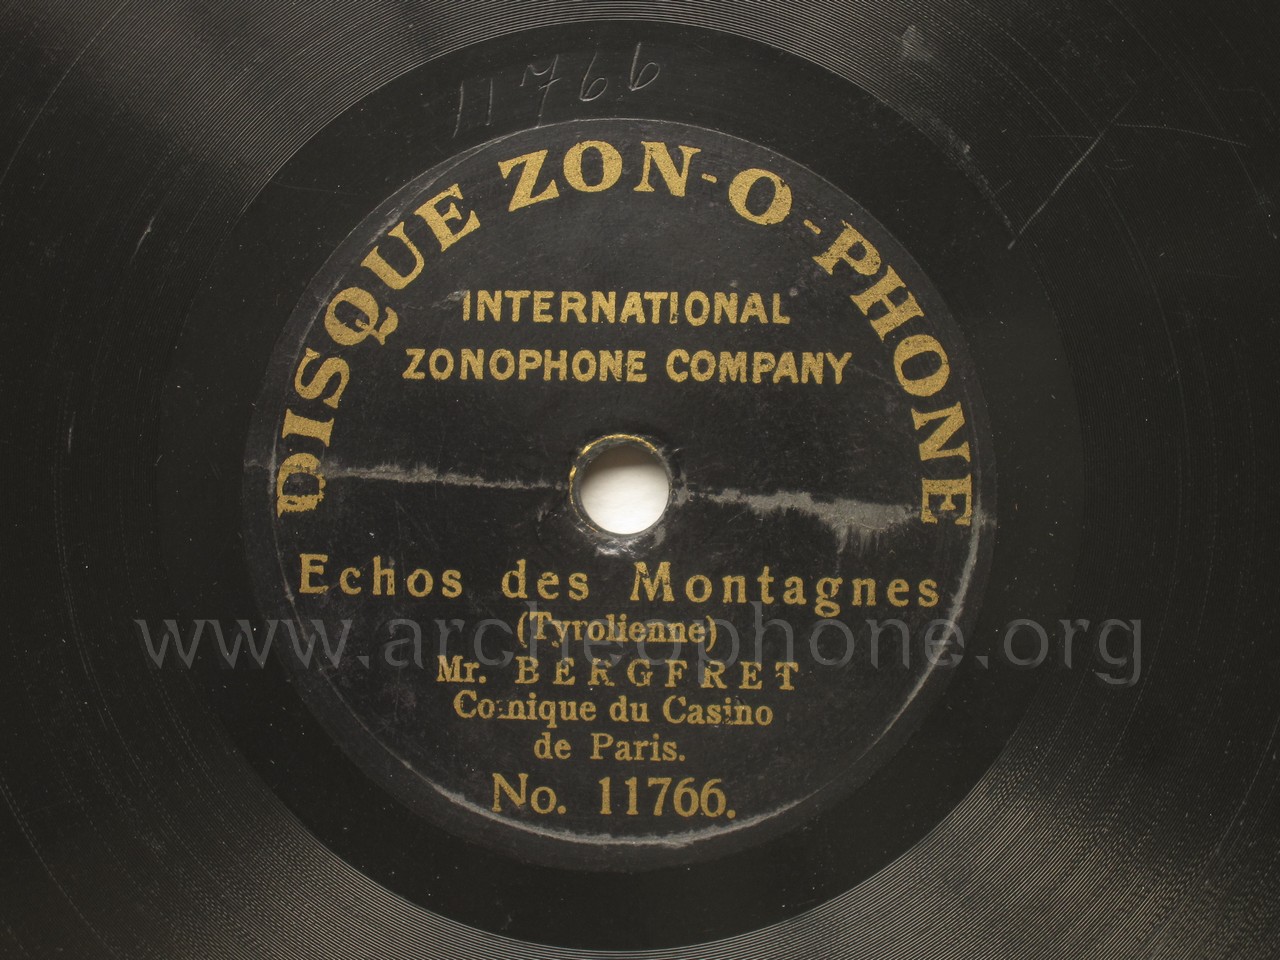 11766
DISQUE ZON-O-PHONE
INTERNATIONAL
ZONOPHONE COMPANY
Echos des Montagnes
(Tyrolienne)
www.archeophone.org
Mr. BERGFRET
Comique du Casino
de Paris.
No. 11766.